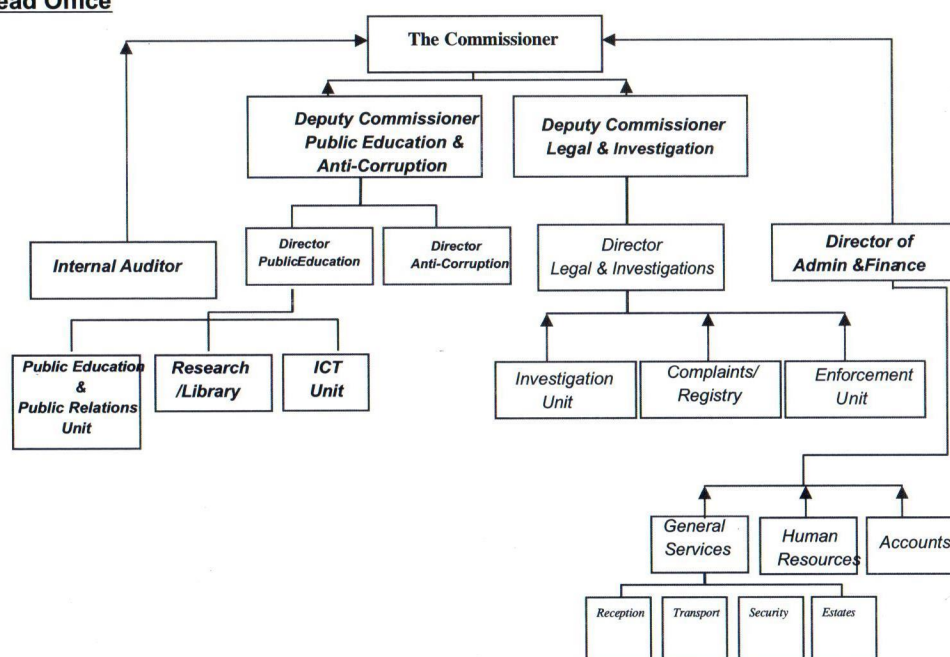 ead Office
The Commissioner
Deputy Commissioner
Public Education &
Anti-Corruption
Deputy Commissioner
Legal & Investigation
Internal Auditor
Director
PublicEducation
Director
Anti-Corruption
Director
Legal & Investigations
Director of
Admin &Finance
Public Education
&
Public Relations
Unit
Research
/Library
ICT
Unit
Investigation
Unit
Complaints/
Registry
Enforcement
Unit
General
Services
Human
Resources
Accounts
Reception
Transport
Security
Estates